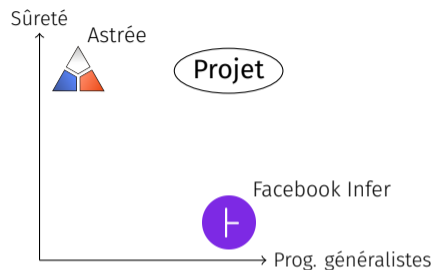 Sûreté
Astrée
Projet
Facebook Infer
Prog. généralistes